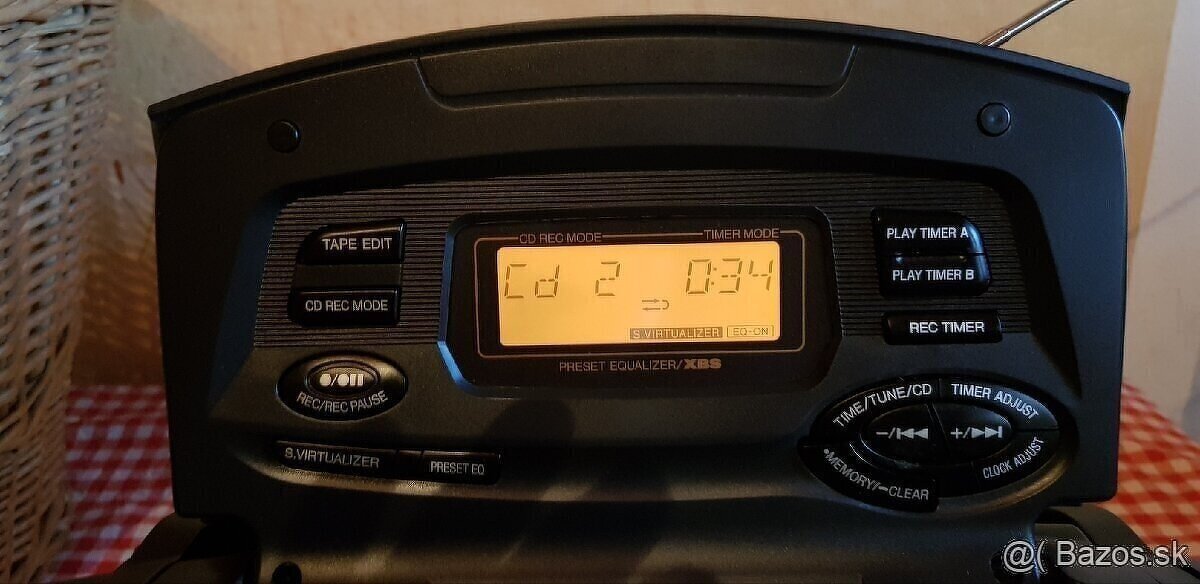 CD REC MODE TIMER MODE
Cd 2 0:34
S.VIRTUALIZER EQ-ON
PRESET EQUALIZER/XBS
TAPE EDIT
CD REC MODE
REC/REC PAUSE
S.VIRTUALIZER
PRESET EQ
PLAY TIMER A
PLAY TIMER B
REC TIMER
TIME/TUNE/CD
TIMER ADJUST
−/⏮
+/⏭
•MEMORY/–CLEAR
CLOCK ADJUST
@( Bazos.sk